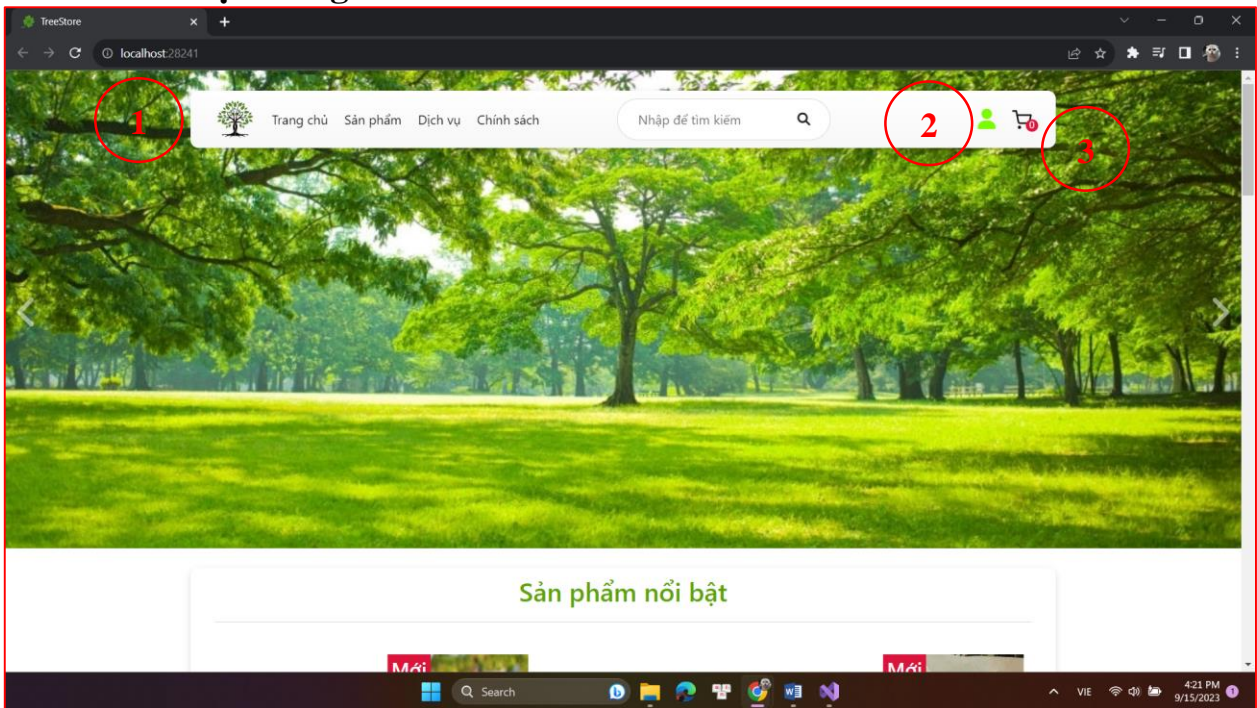 TreeStore
localhost:28241
1
Trang chủ Sản phẩm Dịch vụ Chính sách Nhập để tìm kiếm 2 0
3
Sản phẩm nổi bật
Mới Mới
Search VIE 4:21 PM
9/15/2023 1